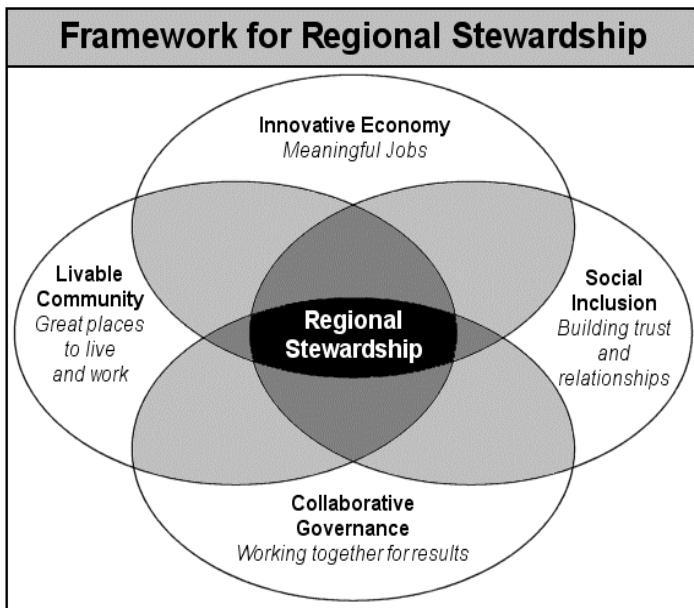 Framework for Regional Stewardship
Innovative Economy
Meaningful Jobs
Livable
Community
Great places
to live
and work
Regional
Stewardship
Social
Inclusion
Building trust
and
relationships
Collaborative
Governance
Working together for results